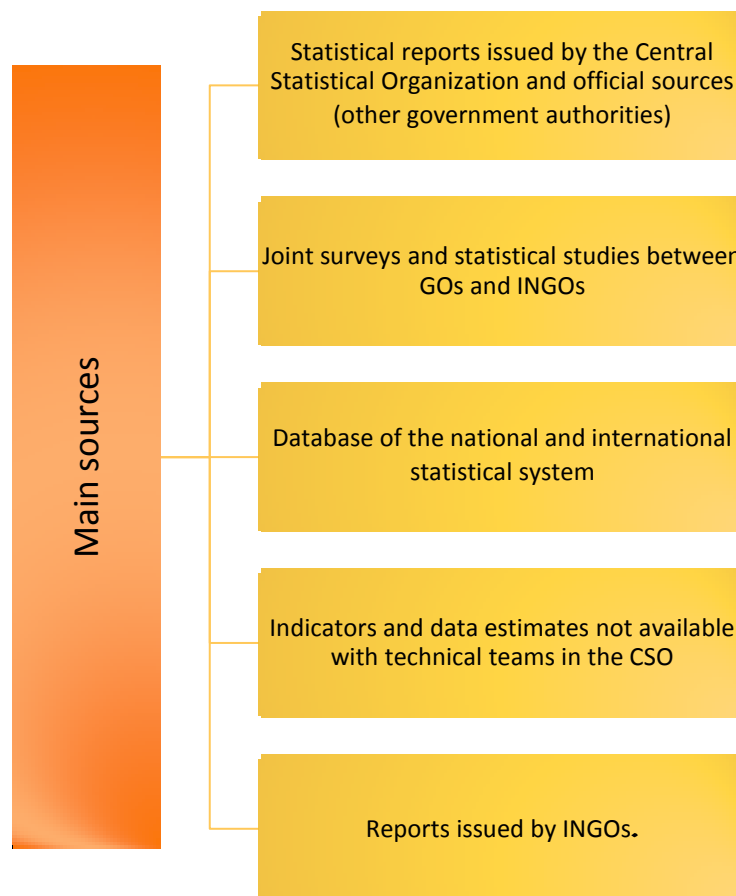 Main sources
Statistical reports issued by the Central
Statistical Organization and official sources
(other government authorities)
Joint surveys and statistical studies between
GOs and INGOs
Database of the national and international
statistical system
Indicators and data estimates not available
with technical teams in the CSO
Reports issued by INGOs.